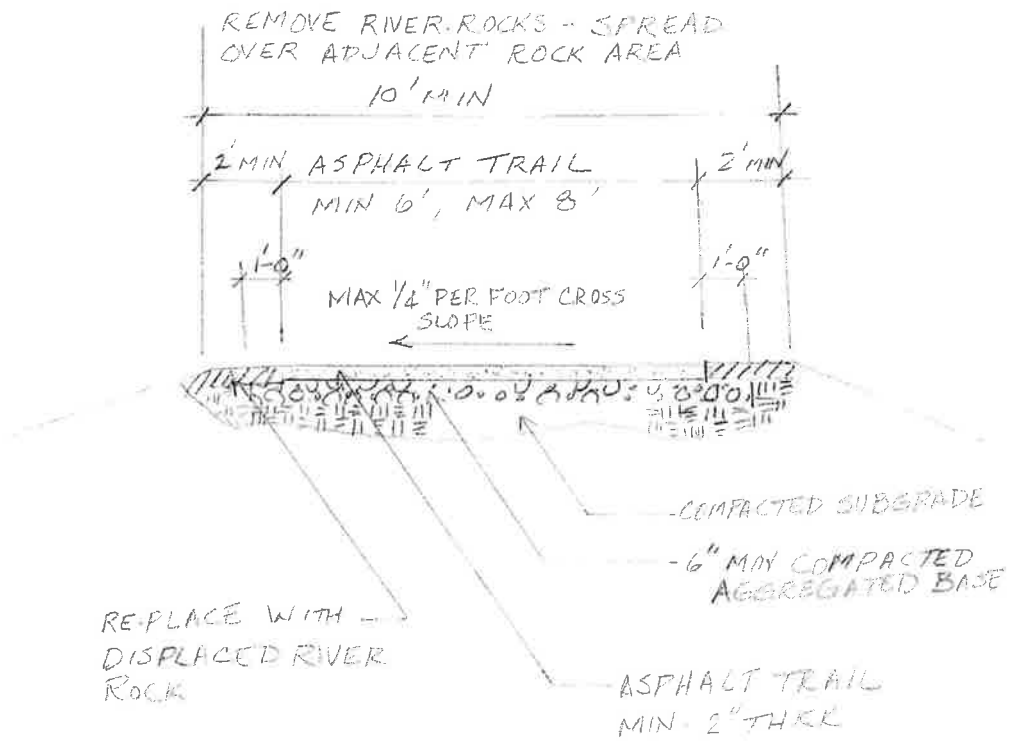 REMOVE RIVER ROCKS - SPREAD
OVER ADJACENT ROCK AREA
10' MIN
2' MIN ASPHALT TRAIL 2' MIN
MIN 6', MAX 8'
1'-0" 1'-0"
MAX 1/4" PER FOOT CROSS
SLOPE
-COMPACTED SUBGRADE
-6" MIN COMPACTED
AGGREGATED BASE
RE-PLACE WITH
DISPLACED RIVER
ROCK
ASPHALT TRAIL
MIN. 2" THCK